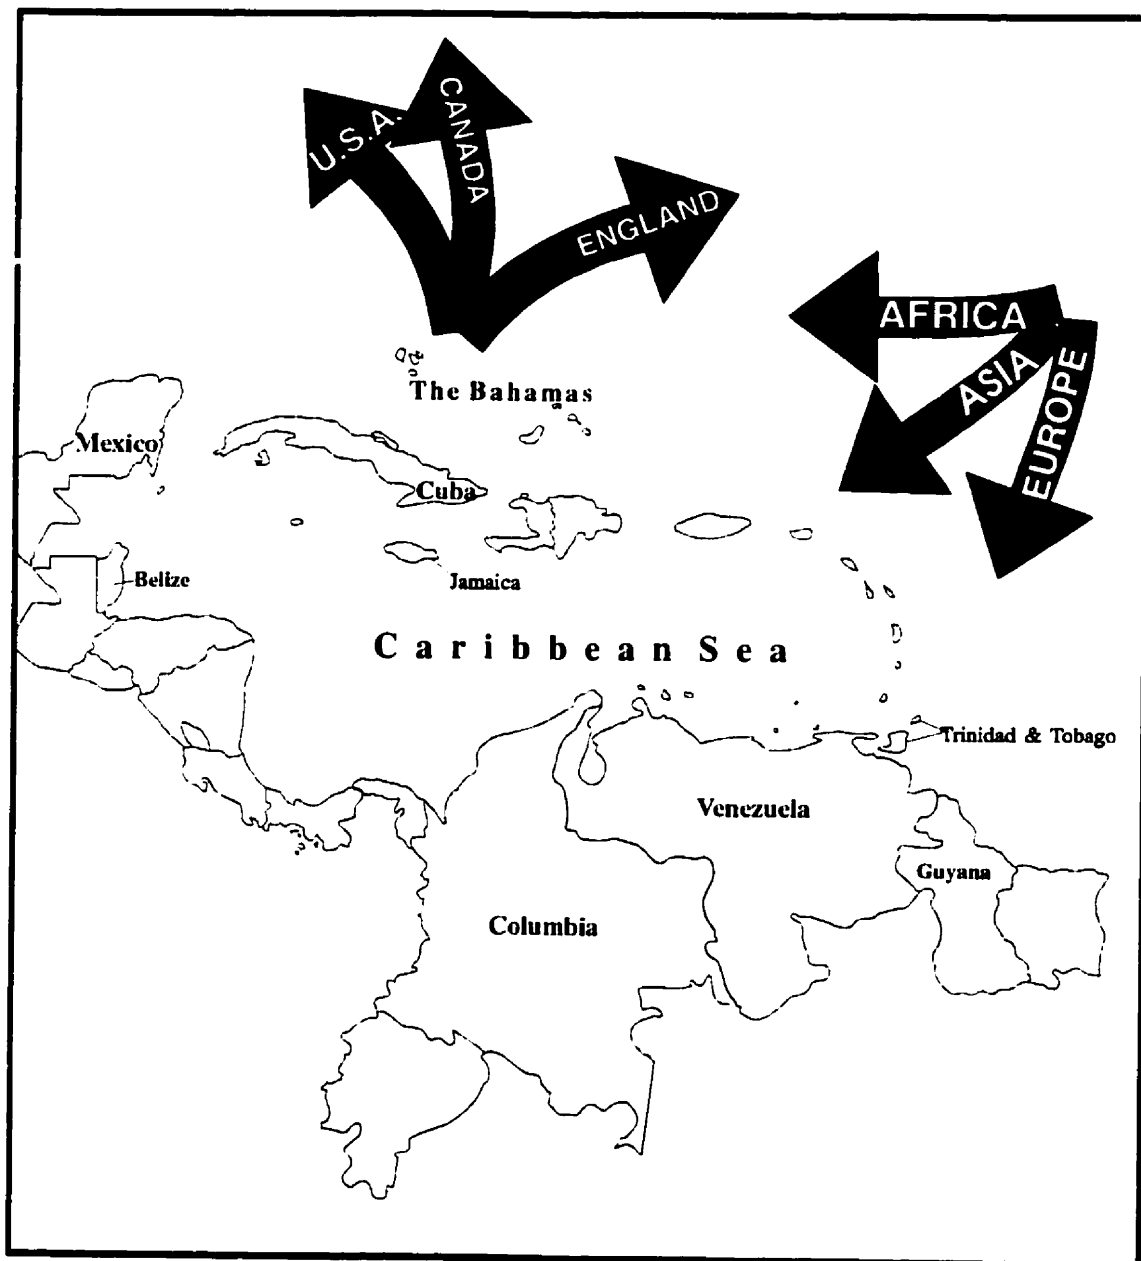 U.S.A.
CANADA
ENGLAND
AFRICA
ASIA
EUROPE
The Bahamas
Mexico
Cuba
Belize
Jamaica
Caribbean Sea
Trinidad & Tobago
Venezuela
Guyana
Columbia